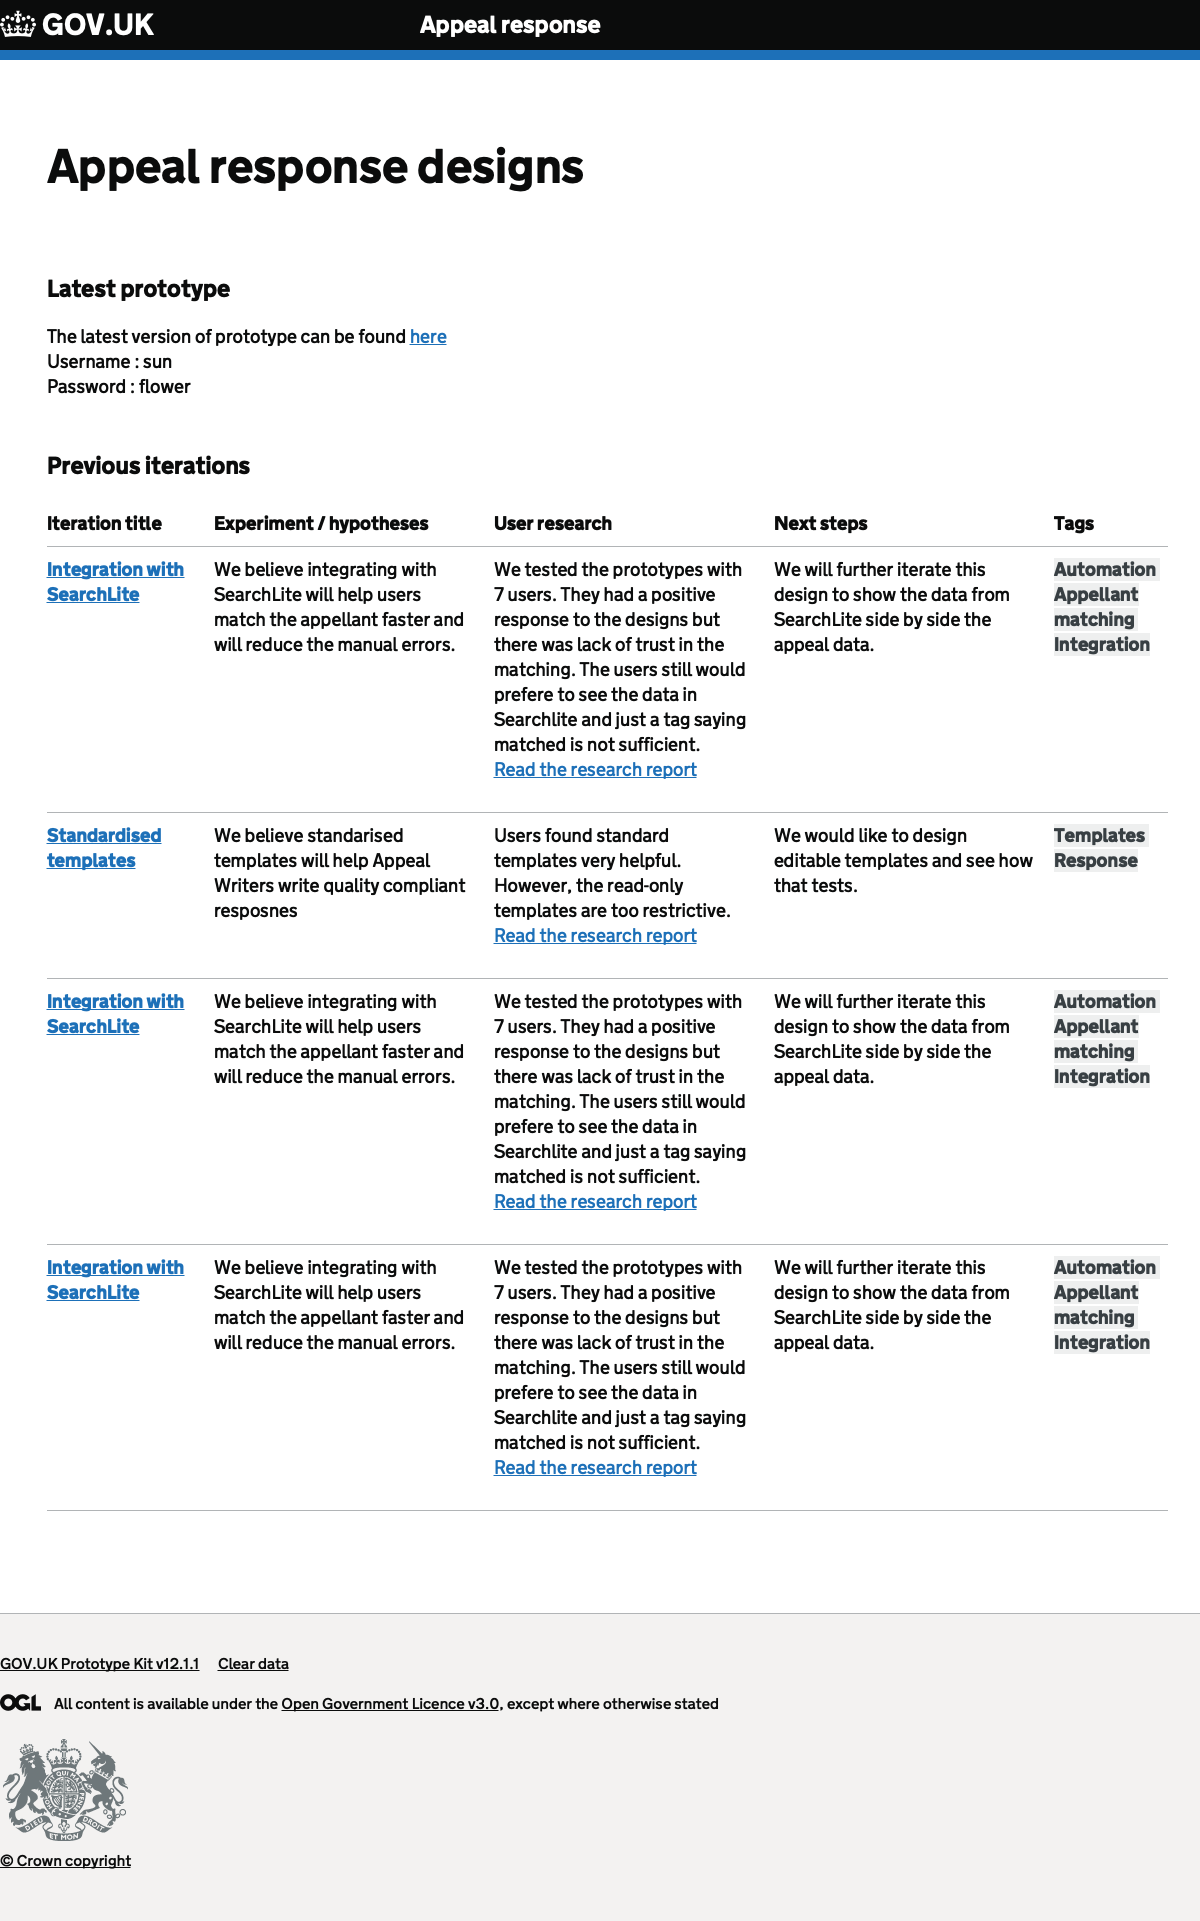 GOV.UK
Appeal response
Appeal response designs
Latest prototype
The latest version of prototype can be found here
Username : sun
Password : flower
Previous iterations
Iteration title
Experiment / hypotheses
User research
Next steps
Tags
Integration with
SearchLite
We believe integrating with
SearchLite will help users
match the appellant faster and
will reduce the manual errors.
We tested the prototypes with
7 users. They had a positive
response to the designs but
there was lack of trust in the
matching. The users still would
prefere to see the data in
Searchlite and just a tag saying
matched is not sufficient.
Read the research report
We will further iterate this
design to show the data from
SearchLite side by side the
appeal data.
Automation
Appellant
matching
Integration
Standardised
templates
We believe standarised
templates will help Appeal
Writers write quality compliant
resposnes
Users found standard
templates very helpful.
However, the read-only
templates are too restrictive.
Read the research report
We would like to design
editable templates and see how
that tests.
Templates
Response
Integration with
SearchLite
We believe integrating with
SearchLite will help users
match the appellant faster and
will reduce the manual errors.
We tested the prototypes with
7 users. They had a positive
response to the designs but
there was lack of trust in the
matching. The users still would
prefere to see the data in
Searchlite and just a tag saying
matched is not sufficient.
Read the research report
We will further iterate this
design to show the data from
SearchLite side by side the
appeal data.
Automation
Appellant
matching
Integration
Integration with
SearchLite
We believe integrating with
SearchLite will help users
match the appellant faster and
will reduce the manual errors.
We tested the prototypes with
7 users. They had a positive
response to the designs but
there was lack of trust in the
matching. The users still would
prefere to see the data in
Searchlite and just a tag saying
matched is not sufficient.
Read the research report
We will further iterate this
design to show the data from
SearchLite side by side the
appeal data.
Automation
Appellant
matching
Integration
GOV.UK Prototype Kit v12.1.1
Clear data
OGL
All content is available under the Open Government Licence v3.0, except where otherwise stated
DIEU ET MON DROIT
© Crown copyright